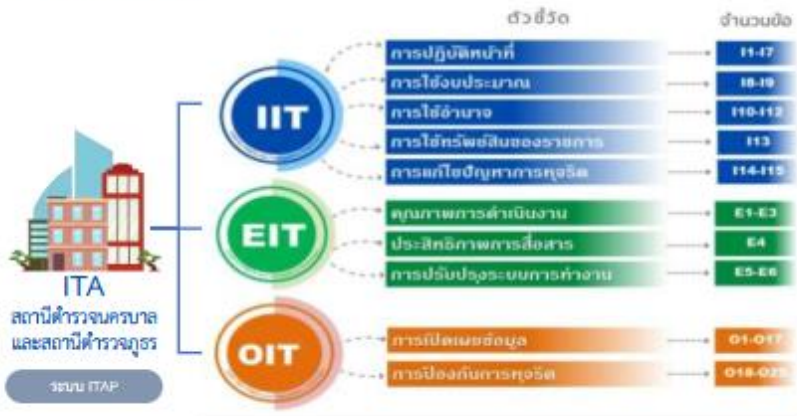 ตัวชี้วัด
จำนวนข้อ
IIT
การปฏิบัติหน้าที่
I1-I7
การใช้งบประมาณ
I8-I9
การใช้อำนาจ
I10-I12
การใช้ทรัพย์สินของราชการ
I13
การแก้ไขปัญหาการทุจริต
I14-I15
EIT
คุณภาพการดำเนินงาน
E1-E3
ประสิทธิภาพการสื่อสาร
E4
การปรับปรุงระบบการทำงาน
E5-E6
OIT
การเปิดเผยข้อมูล
O1-O17
การป้องกันการทุจริต
ITA
สถานีตำรวจนครบาล
และสถานีตำรวจภูธร
ระบบ ITAP